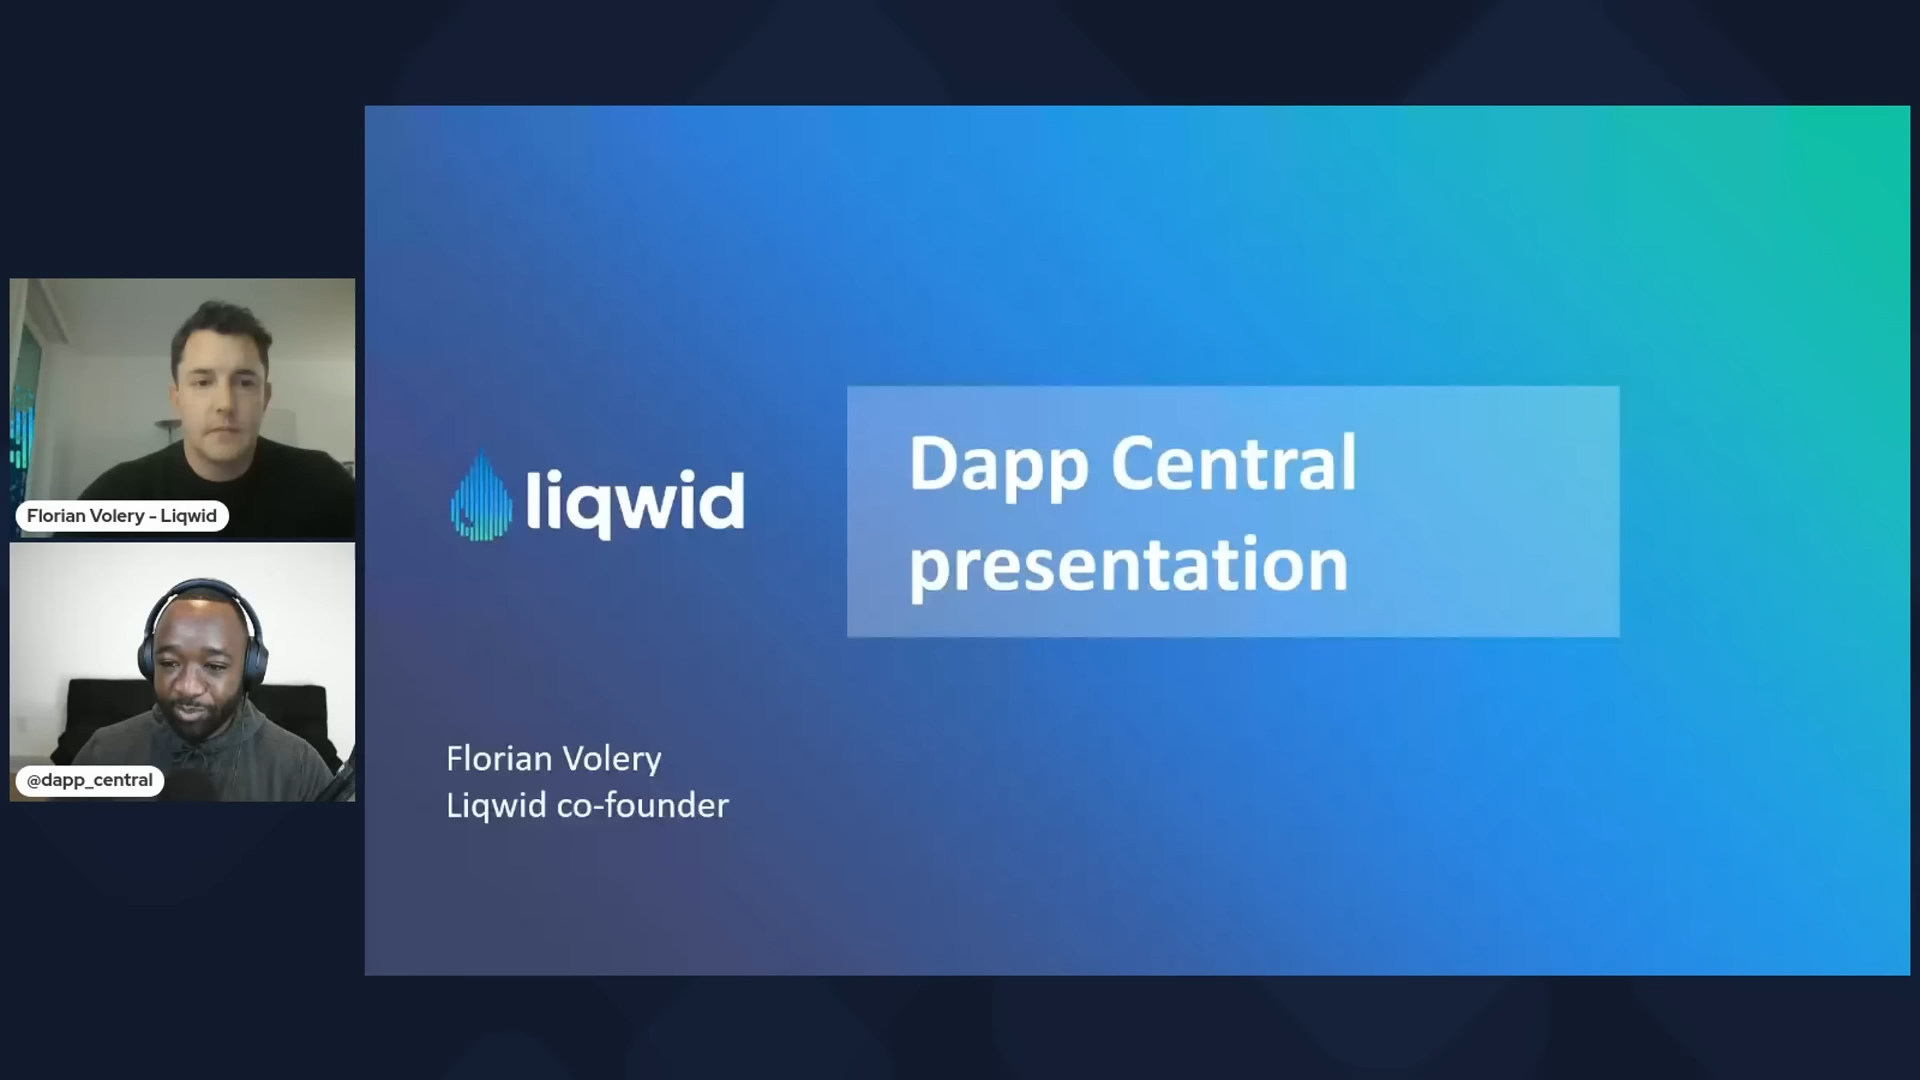 Florian Volery - Liqwid
@dapp_central
liqwid
Dapp Central
presentation
Florian Volery
Liqwid co-founder